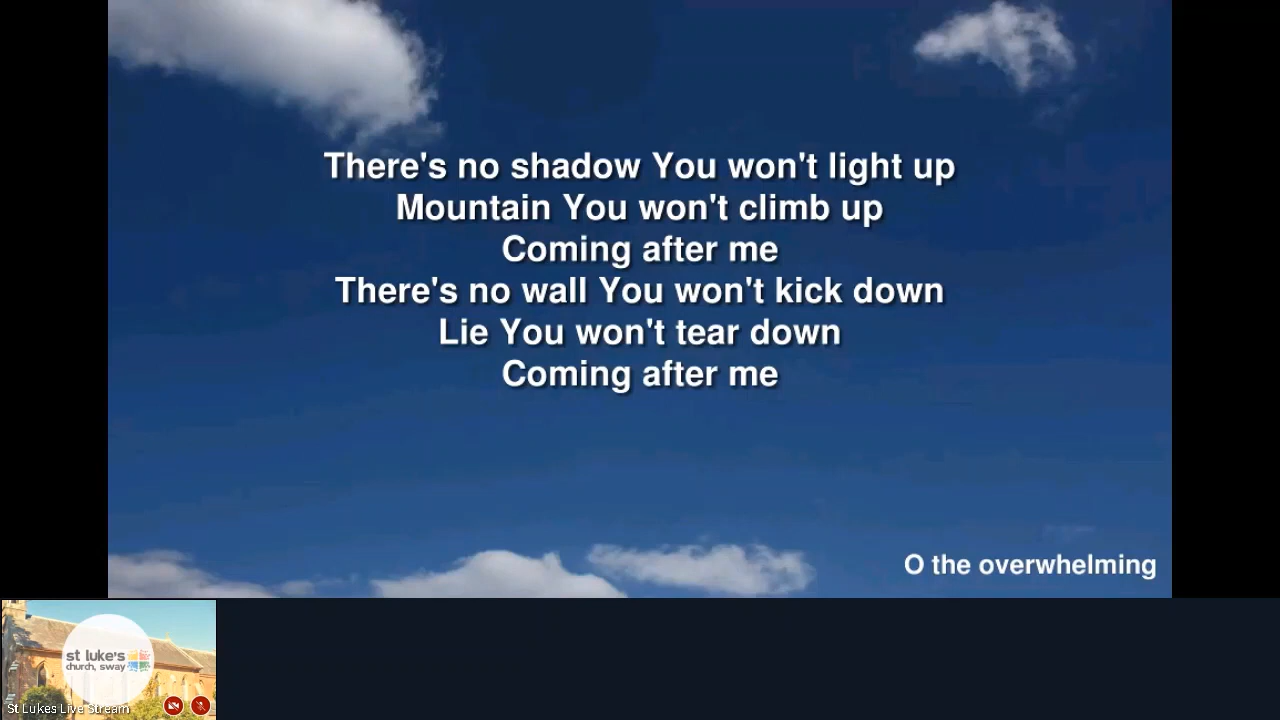 There's no shadow You won't light up
Mountain You won't climb up
Coming after me
There's no wall You won't kick down
Lie You won't tear down
Coming after me
O the overwhelming
st luke's
church, sway
St Lukes Live Stream